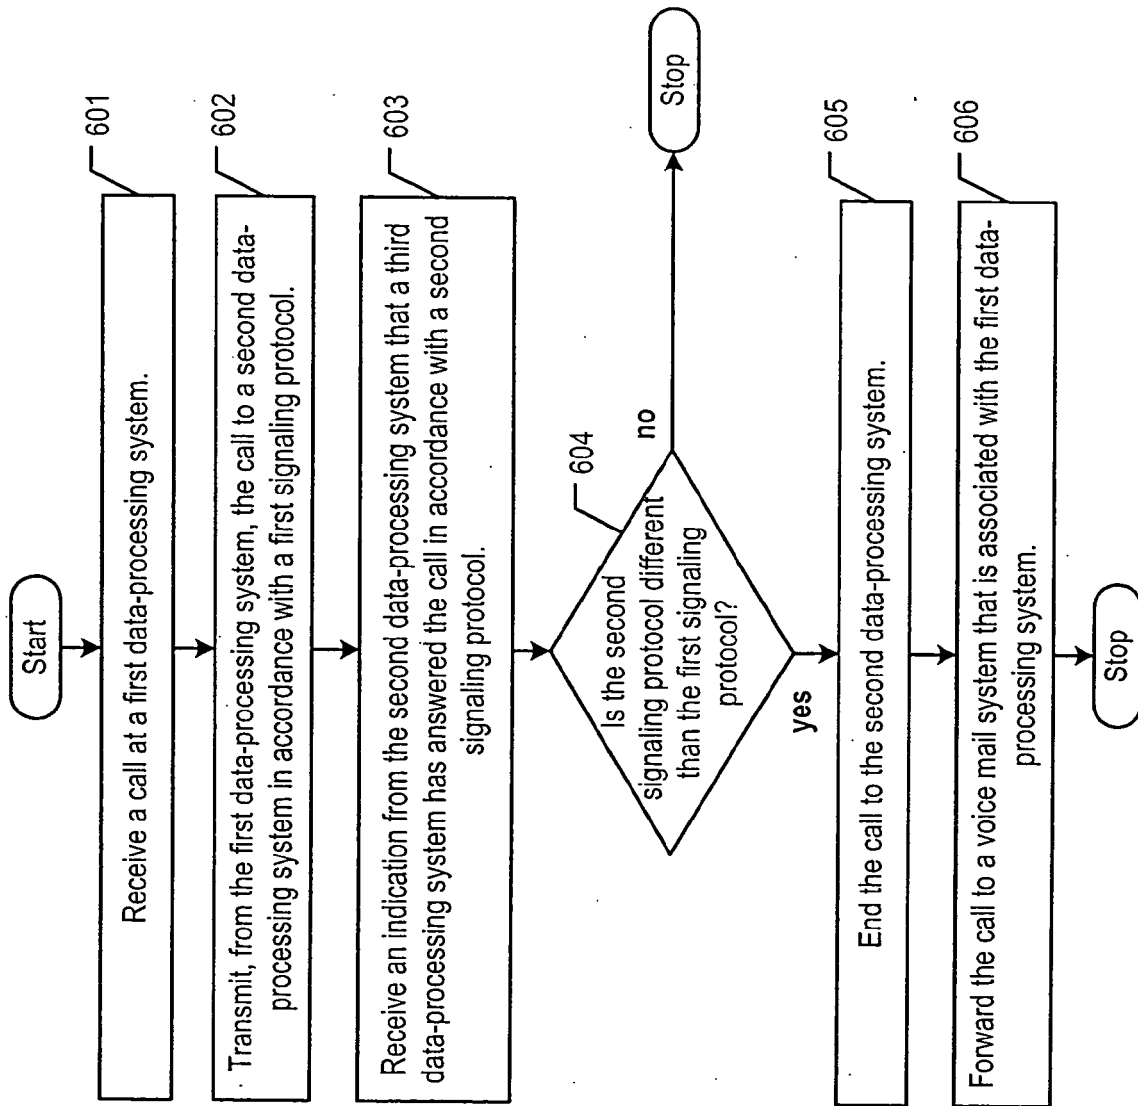 Start
601
Receive a call at a first data-processing system.
602
Transmit, from the first data-processing system, the call to a second data-
processing system in accordance with a first signaling protocol.
603
Receive an indication from the second data-processing system that a third
data-processing system has answered the call in accordance with a second
signaling protocol.
604
Is the second
signaling protocol different
than the first signaling
protocol?
no
Stop
yes
605
End the call to the second data-processing system.
606
Forward the call to a voice mail system that is associated with the first data-
processing system.
Stop